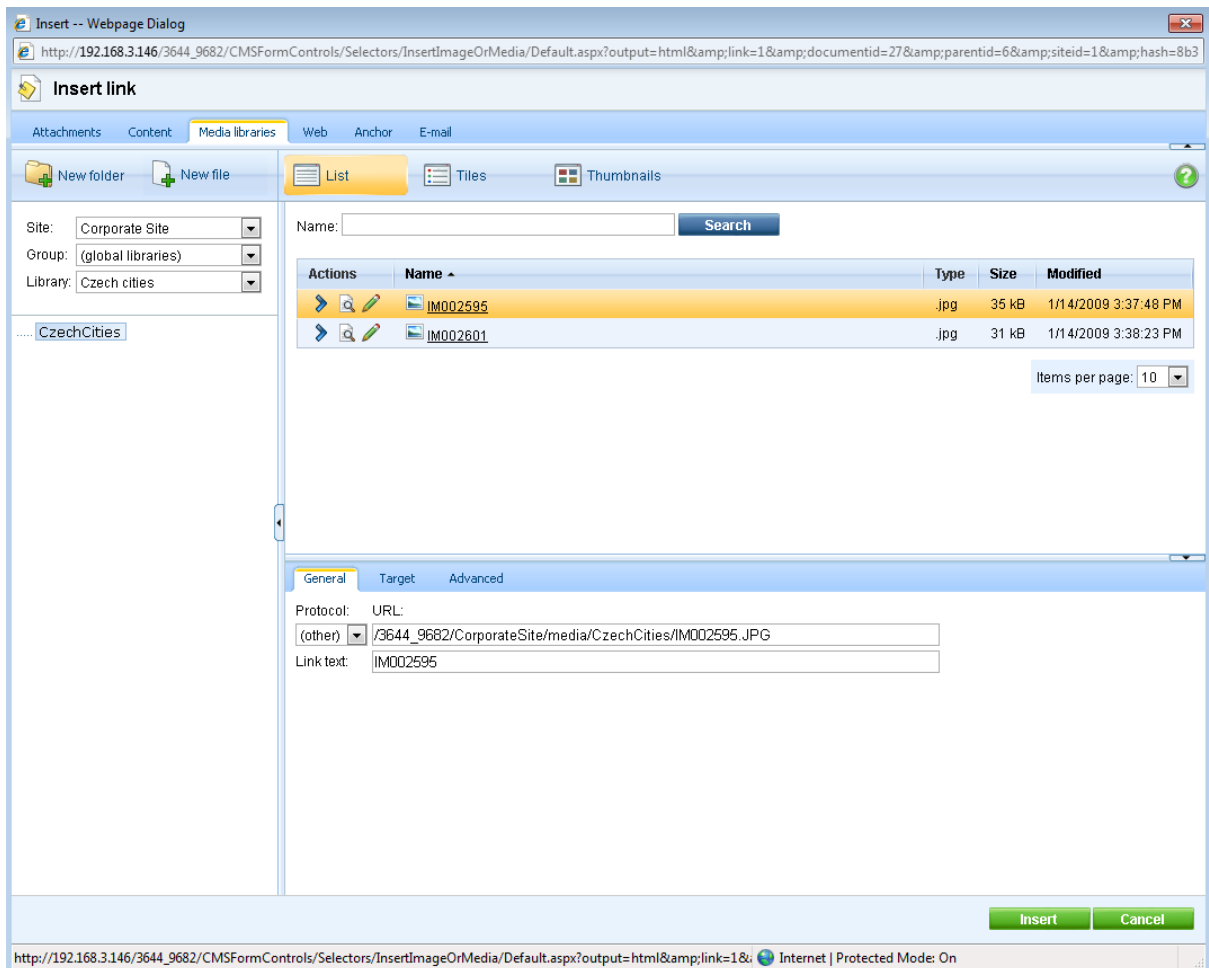 Insert -- Webpage Dialog
http://192.168.3.146/3644_9682/CMSFormControls/Selectors/InsertImageOrMedia/Default.aspx?output=html&amp;link=1&amp;documentid=27&amp;parentid=6&amp;siteid=1&amp;hash=8b3
Insert link
Attachments Content Media libraries Web Anchor E-mail
New folder New file List Tiles Thumbnails
Site: Corporate Site
Group: (global libraries)
Library: Czech cities
CzechCities
Name: Search
Actions Name Type Size Modified
IM002595 .jpg 35 kB 1/14/2009 3:37:48 PM
IM002601 .jpg 31 kB 1/14/2009 3:38:23 PM
Items per page: 10
General Target Advanced
Protocol: URL:
(other) /3644_9682/CorporateSite/media/CzechCities/IM002595.JPG
Link text: IM002595
Insert Cancel
http://192.168.3.146/3644_9682/CMSFormControls/Selectors/InsertImageOrMedia/Default.aspx?output=html&amp;link=1& Internet | Protected Mode: On